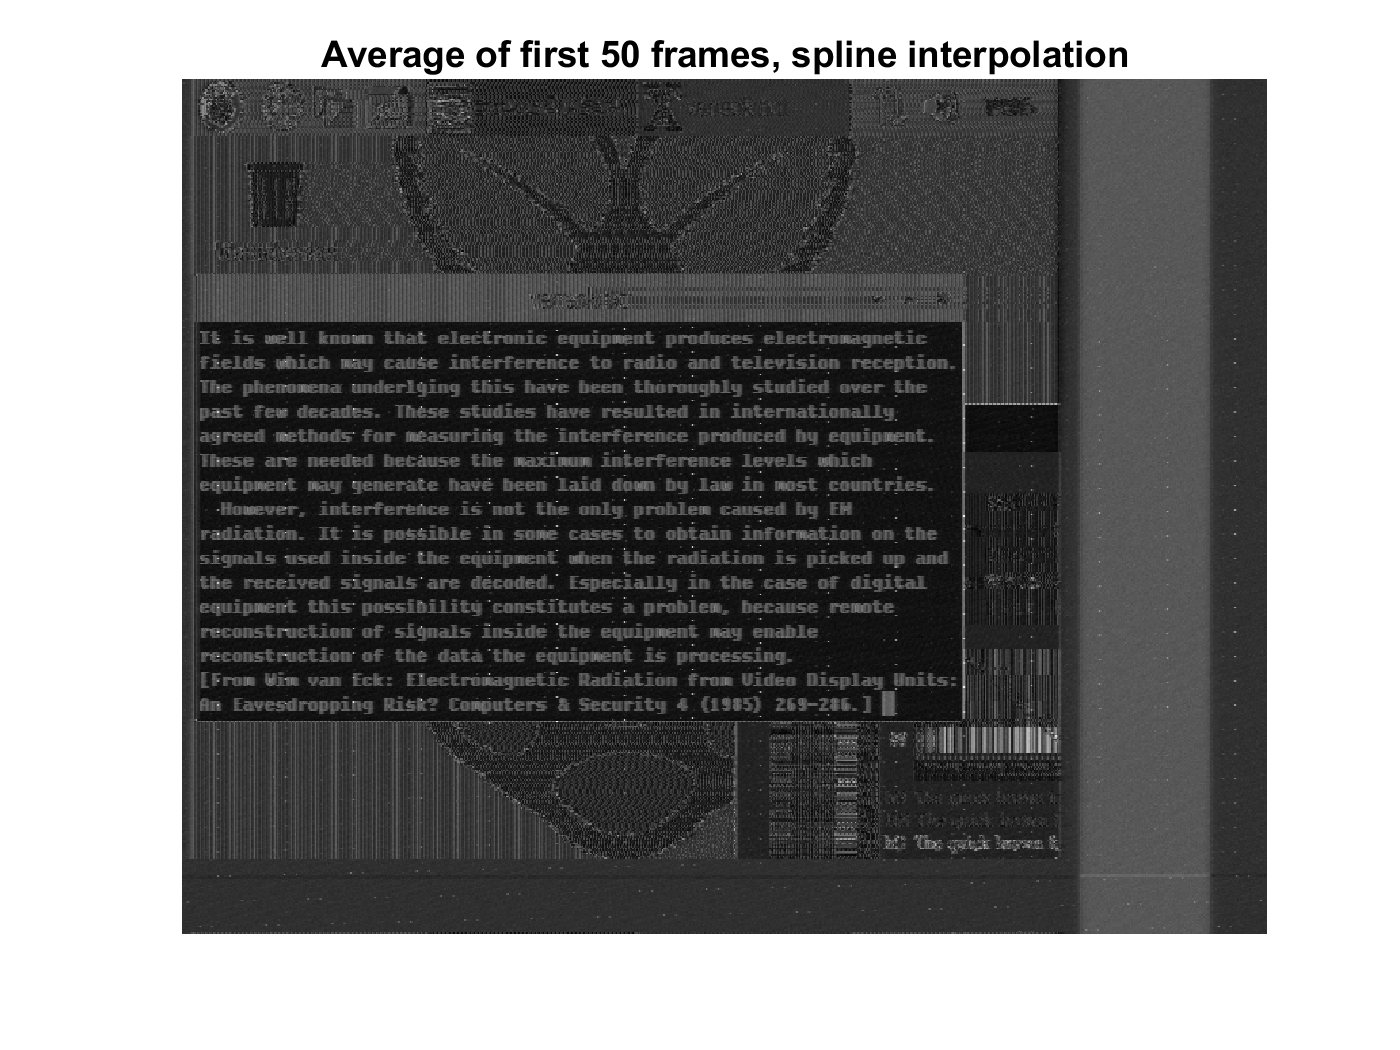 Average of first 50 frames, spline interpolation
It is well known that electronic equipment produces electromagnetic
fields which may cause interference to radio and television reception.
The phenomena underlying this have been thoroughly studied over the
past few decades. These studies have resulted in internationally
agreed methods for measuring the interference produced by equipment.
These are needed because the maximum interference levels which
equipment may generate have been laid down by law in most countries.
However, interference is not the only problem caused by EM
radiation. It is possible in some cases to obtain information on the
signals used inside the equipment when the radiation is picked up and
the received signals are decoded. Especially in the case of digital
equipment this possibility constitutes a problem, because remote
reconstruction of signals inside the equipment may enable
reconstruction of the data the equipment is processing.
[From Wim van Eck: Electromagnetic Radiation from Video Display Units:
An Eavesdropping Risk? Computers & Security 4 (1985) 269-286.]
The quick brown
The quick brown
The quick brown